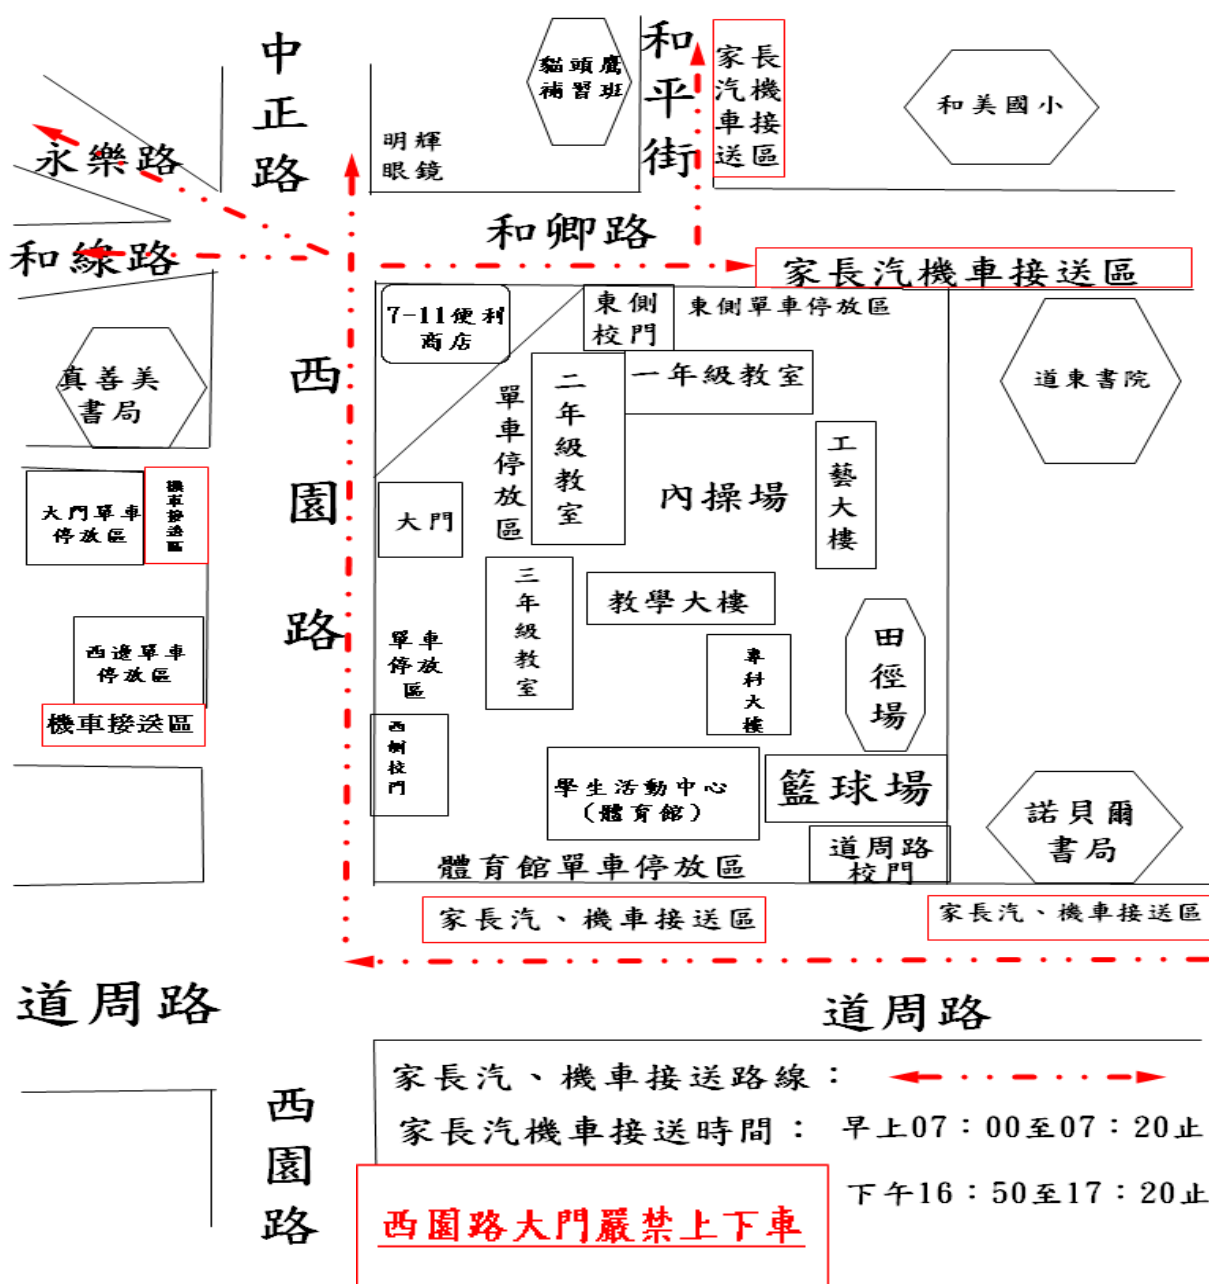 中正路
貓頭鷹
補習班
和平街
家長
汽機
車接
送區
和美國小
明輝
眼鏡
永樂路
和卿路
和線路
家長汽機車接送區
7-11便利
商店
東側
校門
東側單車停放區
真善美
書局
西園路
單車停放區
二年級教室
一年級教室
道東書院
工藝大樓
內操場
大門單車
停放區
機車接送區
大門
三年級教室
教學大樓
田徑場
西邊單車
停放區
單車
停放
區
專科大樓
機車接送區
西側校門
學生活動中心
(體育館)
籃球場
諾貝爾
書局
道周路
校門
體育館單車停放區
家長汽、機車接送區
家長汽、機車接送區
道周路
道周路
西園路
家長汽、機車接送路線：
家長汽機車接送時間：
早上07：00至07：20止
下午16：50至17：20止
西園路大門嚴禁上下車